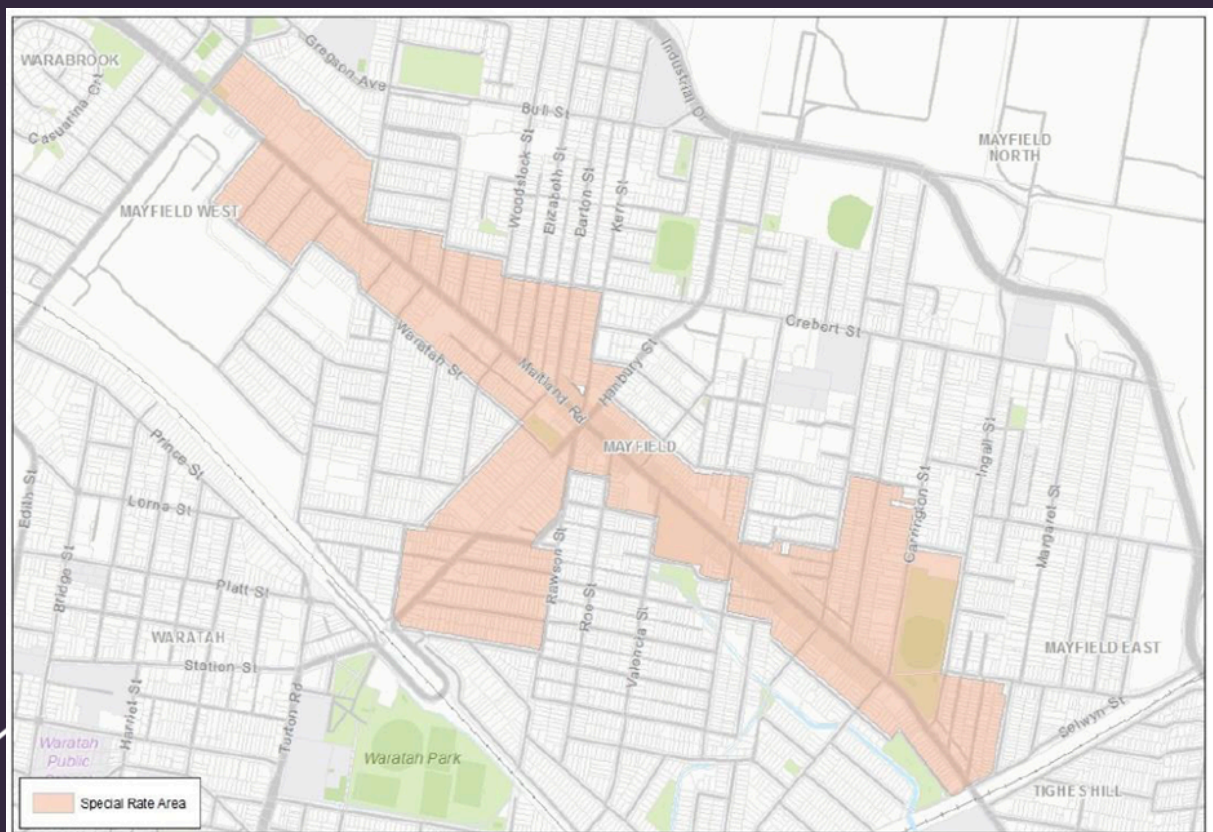 WARABROOK
Casuarina Crt
Gregson Ave
Industrial Dr
Bull St
MAYFIELD
NORTH
Woodstock St
Elizabeth St
Barton St
Kerr St
MAYFIELD WEST
Crebert St
Waratah St
Maitland Rd
Hanbury St
MAYFIELD
Carrington St
Ingall St
Margaret St
Prince St
Edith St
Lorna St
Bridge St
Platt St
Rawson St
Roe St
Valencia St
WARATAH
Station St
MAYFIELD EAST
Harriet St
Turton Rd
Selwyn St
Waratah
Public
Waratah Park
TIGHES HILL
Special Rate Area